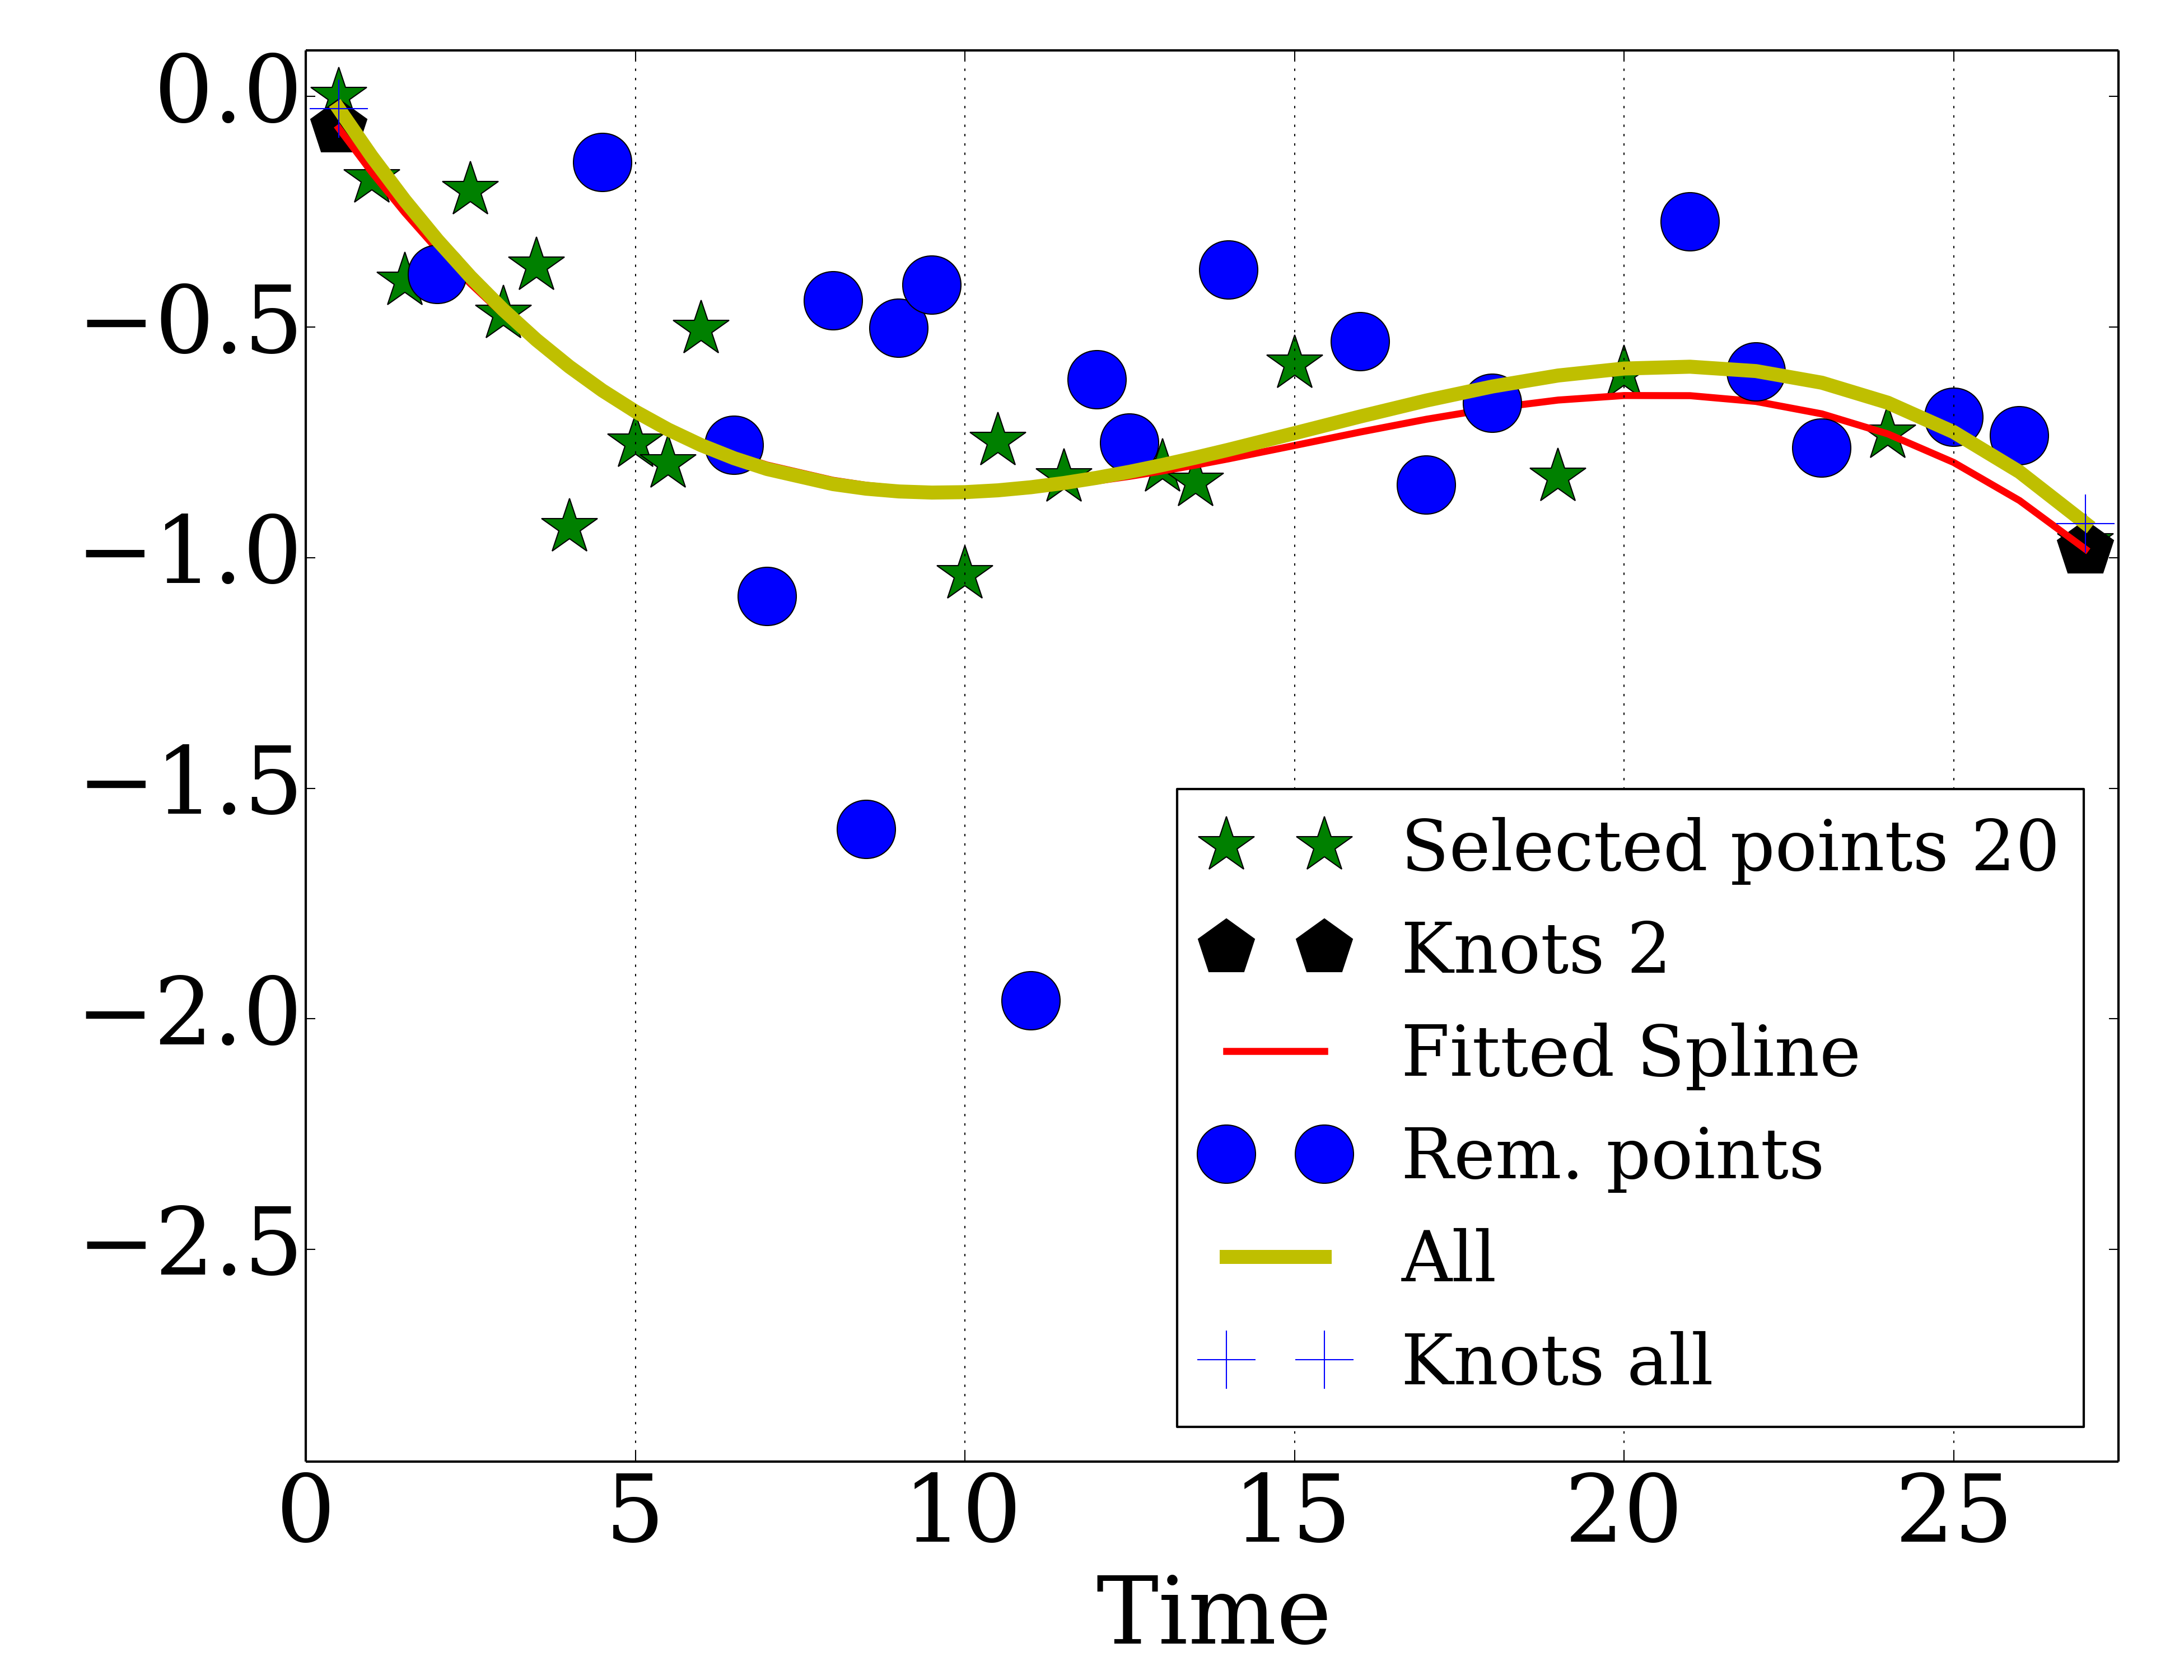 0.0
−0.5
−1.0
−1.5
−2.0
−2.5
Selected points 20
Knots 2
Fitted Spline
Rem. points
All
Knots all
0 5 10 15 20 25
Time